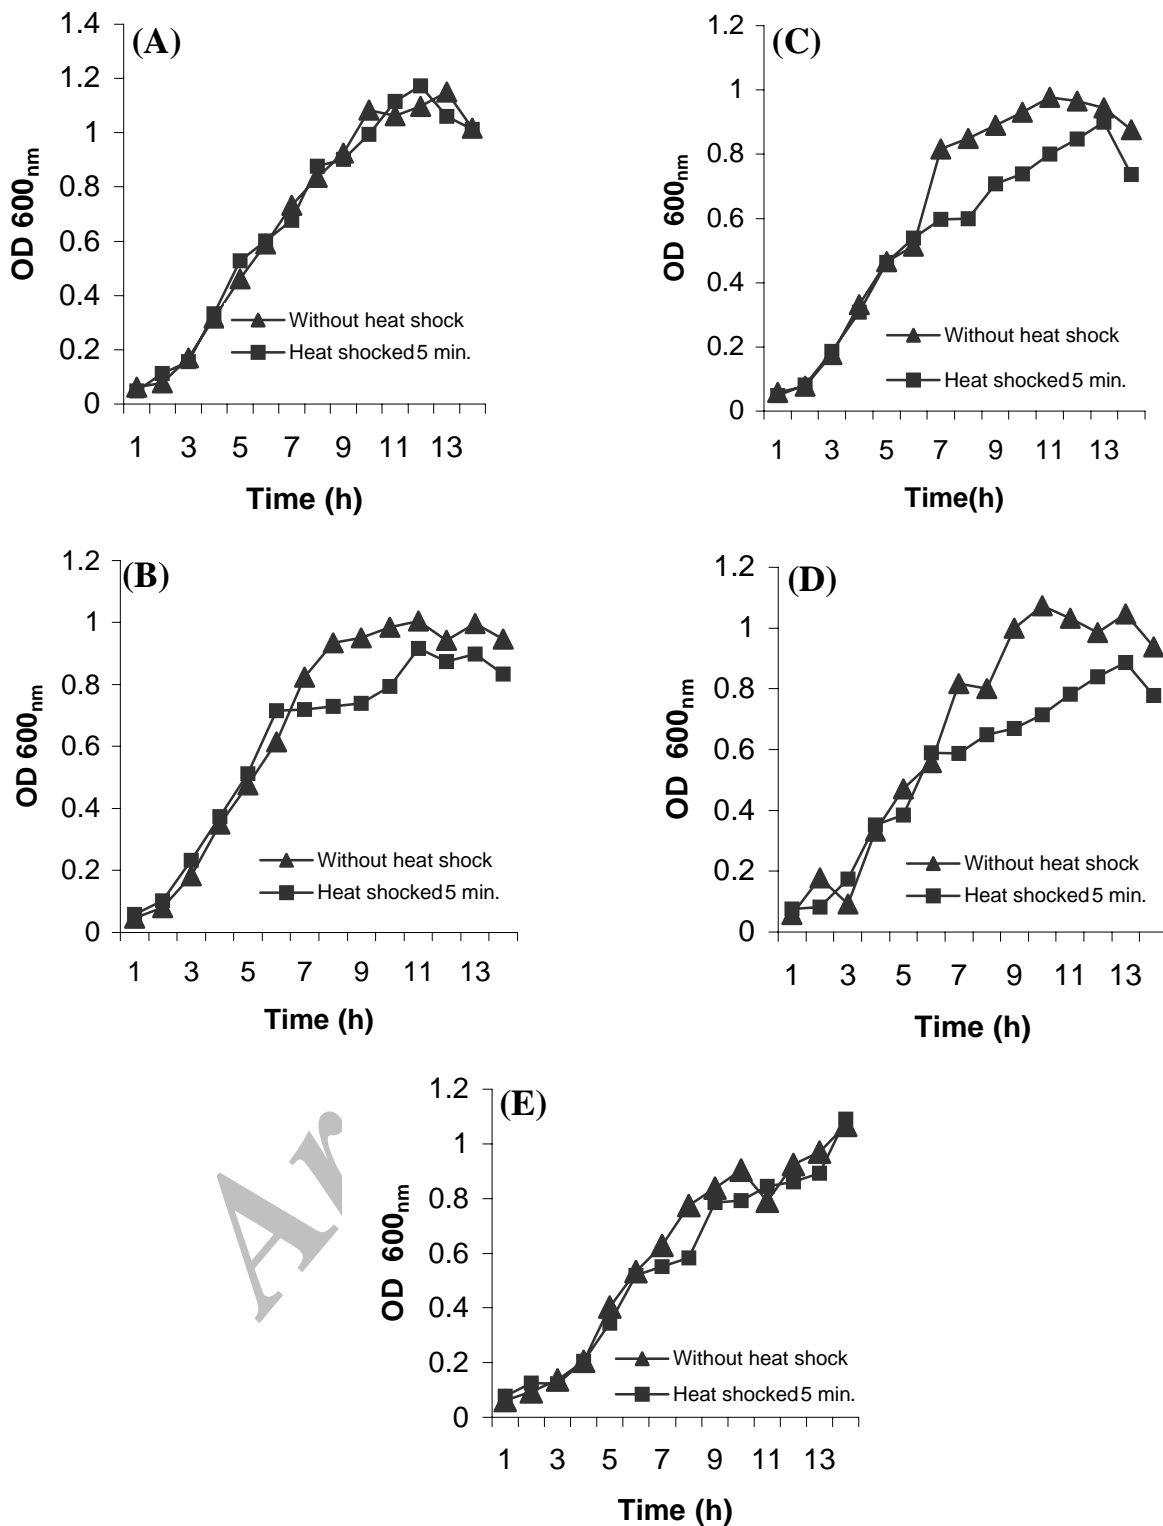 (A)
1.4
1.2
1
0.8
0.6
0.4
0.2
0
OD 600nm
Without heat shock
Heat shocked 5 min.
1 3 5 7 9 11 13
Time (h)
(C)
1.2
1
0.8
0.6
0.4
0.2
0
OD 600nm
Without heat shock
Heat shocked 5 min.
1 3 5 7 9 11 13
Time(h)
(B)
1.2
1
0.8
0.6
0.4
0.2
0
OD 600nm
Without heat shock
Heat shocked 5 min.
1 3 5 7 9 11 13
Time (h)
(D)
1.2
1
0.8
0.6
0.4
0.2
0
OD 600nm
Without heat shock
Heat shocked 5 min.
1 3 5 7 9 11 13
Time (h)
(E)
1.2
1
0.8
0.6
0.4
0.2
0
OD 600nm
Without heat shock
Heat shocked 5 min.
1 3 5 7 9 11 13
Time (h)